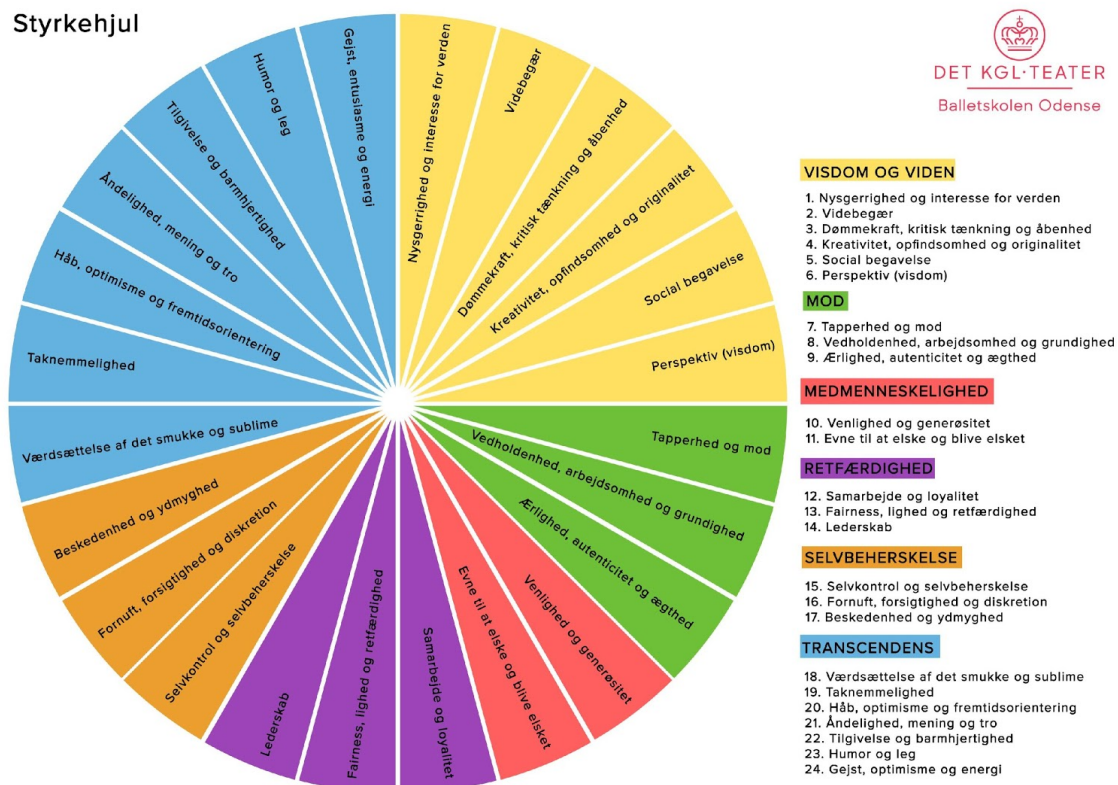 Styrkehjul
Nysgerrighed og interesse for verden
Videbegær
Dømmekraft, kritisk tænkning og åbenhed
Kreativitet, opfindsomhed og originalitet
Social begavelse
Perspektiv (visdom)
Tapperhed og mod
Vedholdenhed, arbejdsomhed og grundighed
Ærlighed, autenticitet og ægthed
Venlighed og generøsitet
Evne til at elske og blive elsket
Samarbejde og loyalitet
Fairness, lighed og retfærdighed
Lederskab
Selvkontrol og selvbeherskelse
Fornuft, forsigtighed og diskretion
Beskedenhed og ydmyghed
Værdsættelse af det smukke og sublime
Taknemmelighed
Håb, optimisme og fremtidsorientering
Åndelighed, mening og tro
Tilgivelse og barmhjertighed
Humor og leg
Gejst, entusiasme og energi
DET KGL·TEATER
Balletskolen Odense
VISDOM OG VIDEN
1. Nysgerrighed og interesse for verden
2. Videbegær
3. Dømmekraft, kritisk tænkning og åbenhed
4. Kreativitet, opfindsomhed og originalitet
5. Social begavelse
6. Perspektiv (visdom)
MOD
7. Tapperhed og mod
8. Vedholdenhed, arbejdsomhed og grundighed
9. Ærlighed, autenticitet og ægthed
MEDMENNESKELIGHED
10. Venlighed og generøsitet
11. Evne til at elske og blive elsket
RETFÆRDIGHED
12. Samarbejde og loyalitet
13. Fairness, lighed og retfærdighed
14. Lederskab
SELVBEHERSKELSE
15. Selvkontrol og selvbeherskelse
16. Fornuft, forsigtighed og diskretion
17. Beskedenhed og ydmyghed
TRANSCENDENS
18. Værdsættelse af det smukke og sublime
19. Taknemmelighed
20. Håb, optimisme og fremtidsorientering
21. Åndelighed, mening og tro
22. Tilgivelse og barmhjertighed
23. Humor og leg
24. Gejst, optimisme og energi